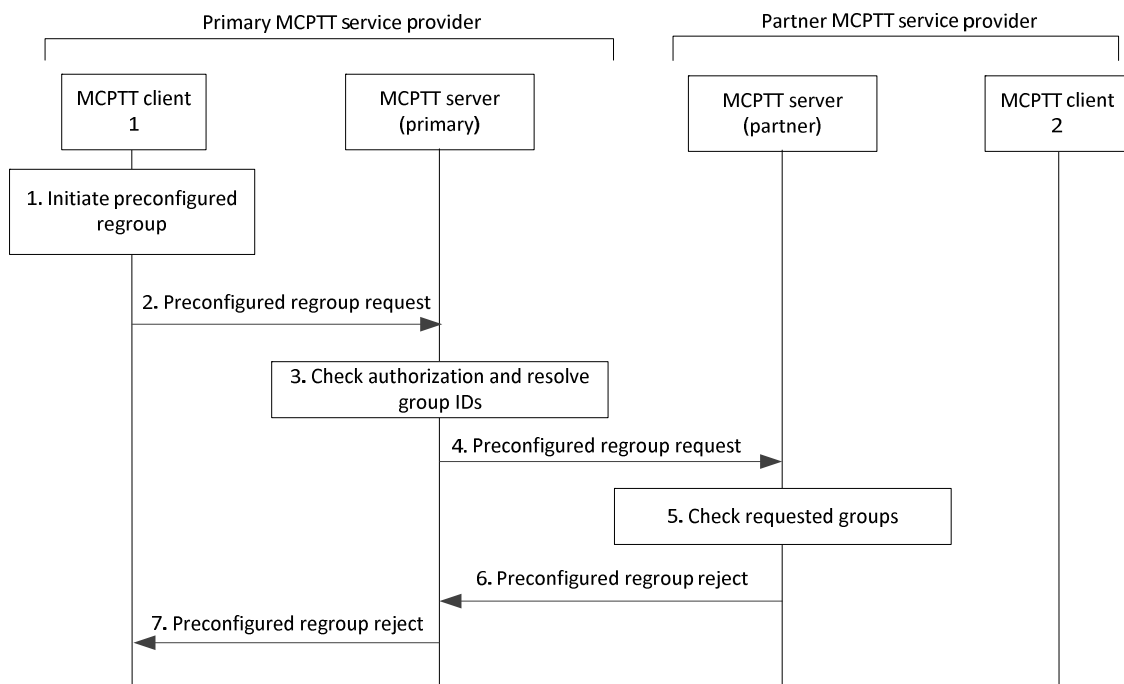 Primary MCPTT service provider
Partner MCPTT service provider
MCPTT client
1
MCPTT server
(primary)
MCPTT server
(partner)
MCPTT client
2
1. Initiate preconfigured
regroup
2. Preconfigured regroup request
3. Check authorization and resolve
group IDs
4. Preconfigured regroup request
5. Check requested groups
6. Preconfigured regroup reject
7. Preconfigured regroup reject